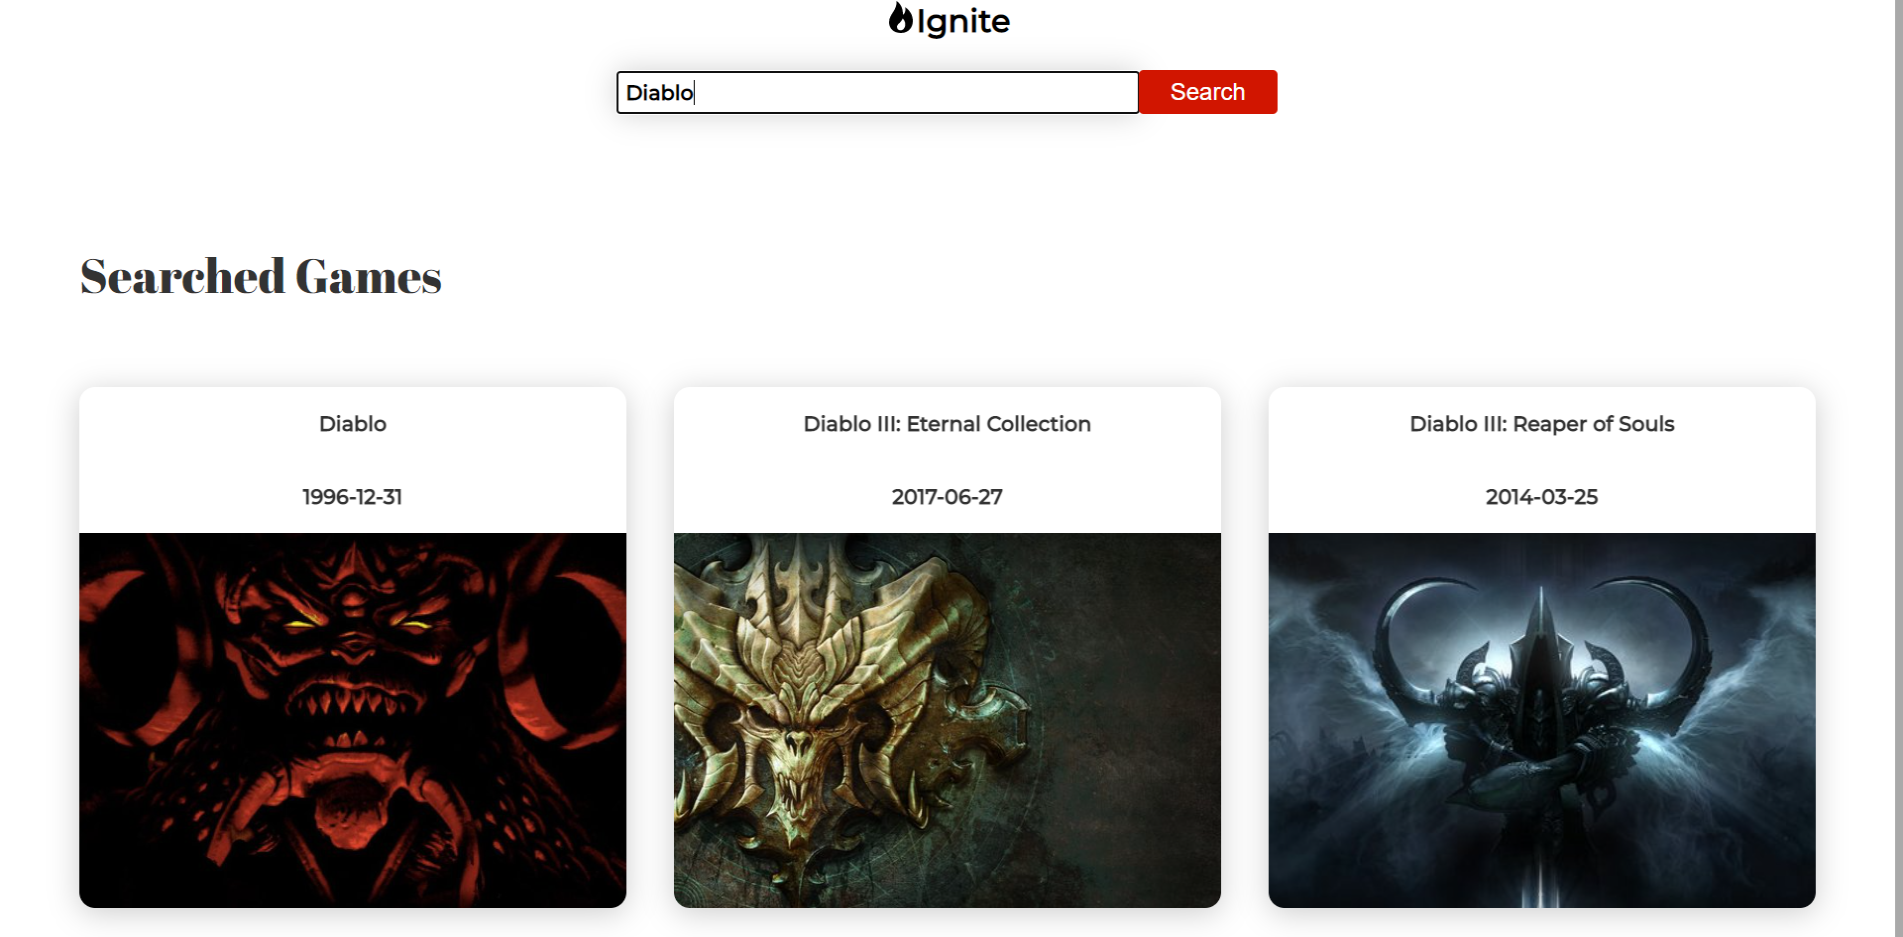 Ignite
Diablo
Search
Searched Games
Diablo
1996-12-31
Diablo III: Eternal Collection
2017-06-27
Diablo III: Reaper of Souls
2014-03-25